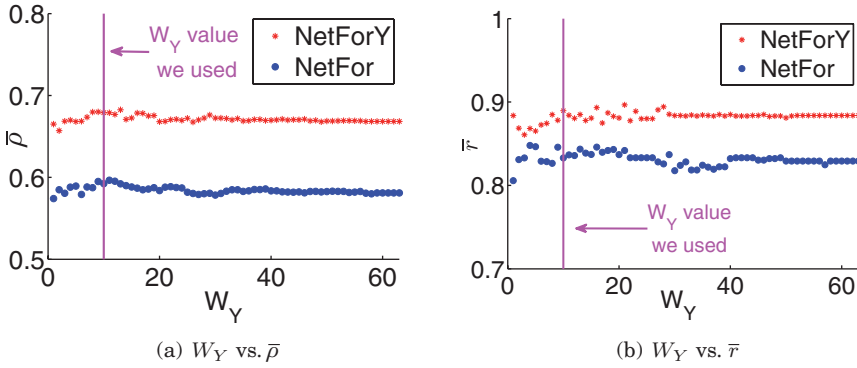 0.8
0.7
0.6
0.5
ρ̅
0
20
40
60
W_Y
W_Y value
we used
NetForY
NetFor
(a) W_Y vs. ρ̅
1
0.9
0.8
0.7
r̅
0
20
40
60
W_Y
NetForY
NetFor
W_Y value
we used
(b) W_Y vs. r̅